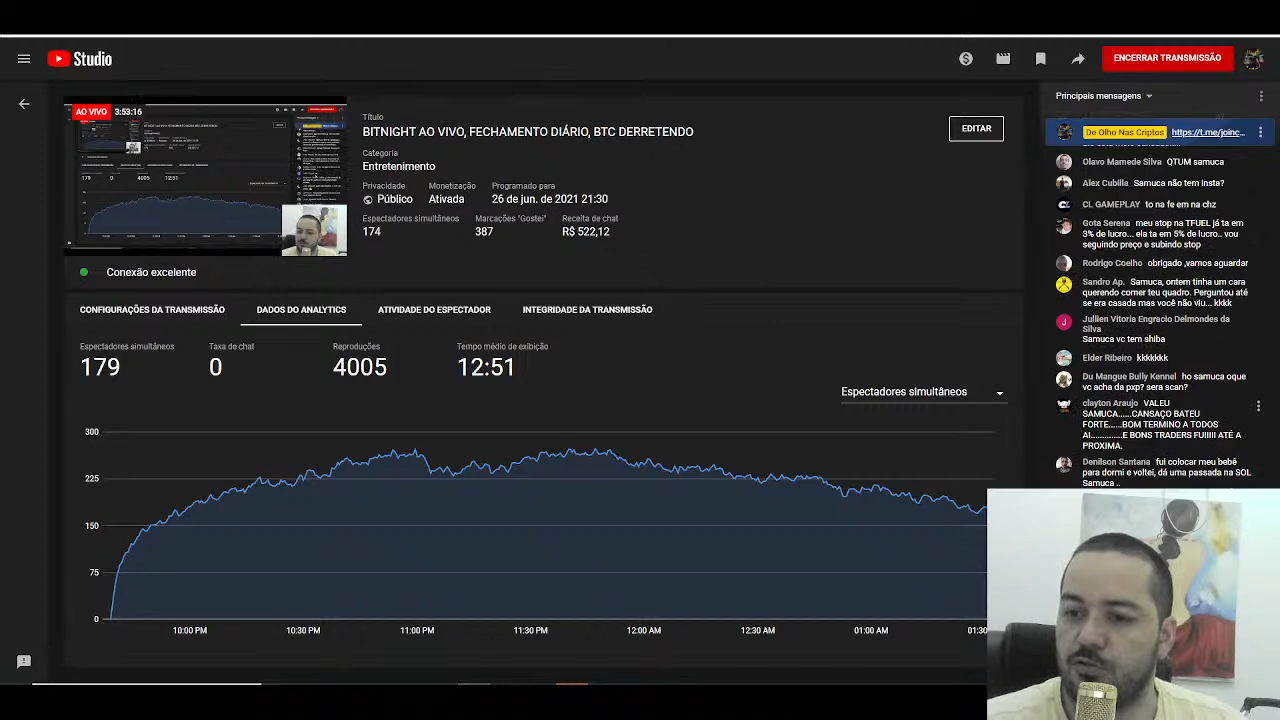 Studio
ENCERRAR TRANSMISSÃO
AO VIVO 3:53:16
Título
BITNIGHT AO VIVO, FECHAMENTO DIÁRIO, BTC DERRETENDO
EDITAR
Categoria
Entretenimento
Privacidade Monetização Programado para
Público Ativada 26 de jun. de 2021 21:30
Espectadores simultâneos Marcações "Gostei" Receita de chat
174 387 R$ 522,12
Conexão excelente
CONFIGURAÇÕES DA TRANSMISSÃO DADOS DO ANALYTICS ATIVIDADE DO ESPECTADOR INTEGRIDADE DA TRANSMISSÃO
Espectadores simultâneos Taxa de chat Reproduções Tempo médio de exibição
179 0 4005 12:51
Espectadores simultâneos
300
225
150
75
0
10:00 PM 10:30 PM 11:00 PM 11:30 PM 12:00 AM 12:30 AM 01:00 AM 01:30
Principais mensagens
De Olho Nas Criptos https://t.me/joinc...
Olavo Mamede Silva QTUM samuca
Alex Cubilla Samuca não tem insta?
CL GAMEPLAY to na fe em na chz
Gota Serena meu stop na TFUEL já ta em
3% de lucro... ela ta em 5% de lucro.. vou
seguindo preço e subindo stop
Rodrigo Coelho obrigado ,vamos aguardar
Sandro Ap. Samuca, ontem tinha um cara
querendo comer teu quadro. Perguntou até
se era casada mas você não viu... kkkk
Jullien Vitoria Engracio Delmondes da
Silva
Samuca vc tem shiba
Elder Ribeiro kkkkkkk
Du Mangue Bully Kennel ho samuca oque
vc acha da pxp? sera scan?
clayton Araujo VALEU
SAMUCA......CANSAÇO BATEU
FORTE......BOM TERMINO A TODOS
AI.............E BONS TRADERS FUIIIII ATÉ A
PROXIMA.
Denilson Santana fui colocar meu bebê
para dormi e voltei, dá uma passada na SOL
Samuca ..